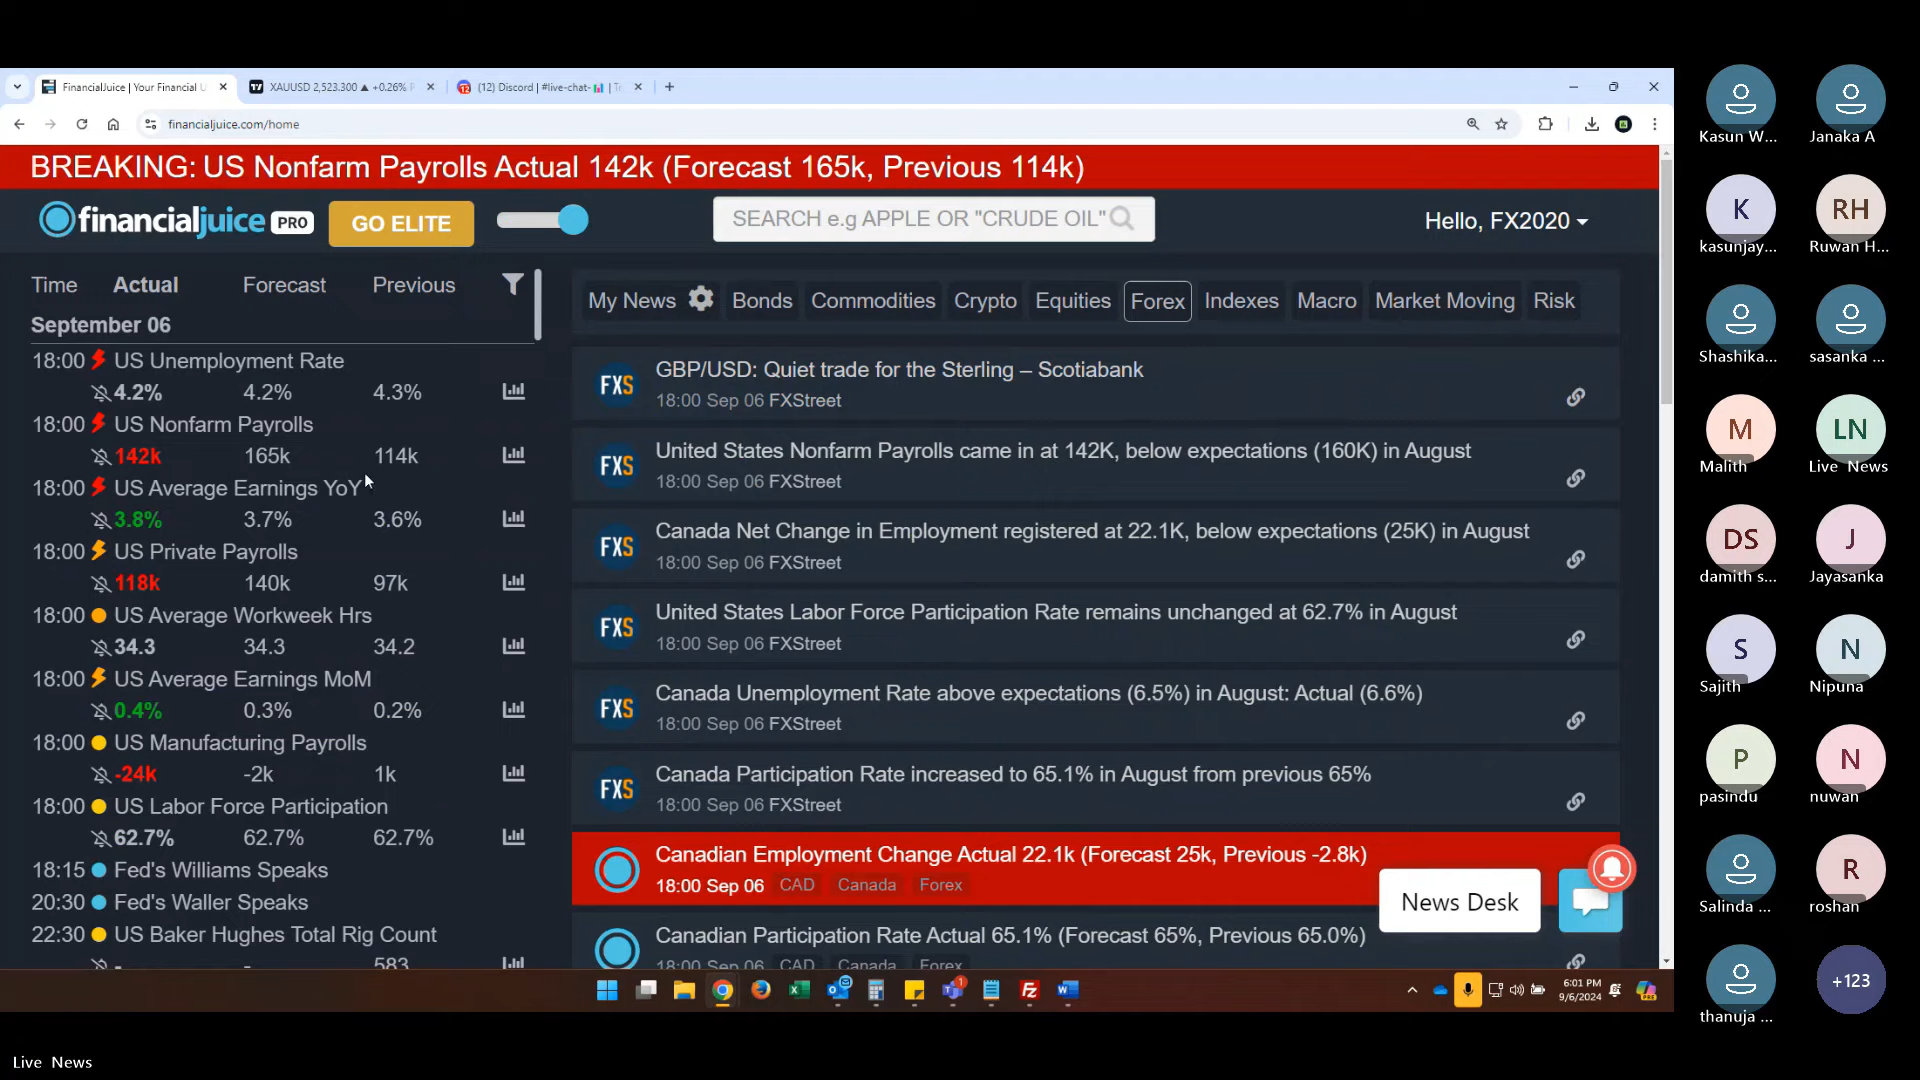 FinancialJuice | Your Financial
XAUUSD 2,523.300 ▲ +0.26%
(12) Discord | #live-chat-
financialjuice.com/home
BREAKING: US Nonfarm Payrolls Actual 142k (Forecast 165k, Previous 114k)
financialjuice PRO
GO ELITE
SEARCH e.g APPLE OR "CRUDE OIL"
Hello, FX2020
Time Actual Forecast Previous
September 06
18:00 US Unemployment Rate
4.2% 4.2% 4.3%
18:00 US Nonfarm Payrolls
142k 165k 114k
18:00 US Average Earnings YoY
3.8% 3.7% 3.6%
18:00 US Private Payrolls
118k 140k 97k
18:00 US Average Workweek Hrs
34.3 34.3 34.2
18:00 US Average Earnings MoM
0.4% 0.3% 0.2%
18:00 US Manufacturing Payrolls
-24k -2k 1k
18:00 US Labor Force Participation
62.7% 62.7% 62.7%
18:15 Fed's Williams Speaks
20:30 Fed's Waller Speaks
22:30 US Baker Hughes Total Rig Count
- - 583
My News Bonds Commodities Crypto Equities Forex Indexes Macro Market Moving Risk
FXS
GBP/USD: Quiet trade for the Sterling – Scotiabank
18:00 Sep 06 FXStreet
FXS
United States Nonfarm Payrolls came in at 142K, below expectations (160K) in August
18:00 Sep 06 FXStreet
FXS
Canada Net Change in Employment registered at 22.1K, below expectations (25K) in August
18:00 Sep 06 FXStreet
FXS
United States Labor Force Participation Rate remains unchanged at 62.7% in August
18:00 Sep 06 FXStreet
FXS
Canada Unemployment Rate above expectations (6.5%) in August: Actual (6.6%)
18:00 Sep 06 FXStreet
FXS
Canada Participation Rate increased to 65.1% in August from previous 65%
18:00 Sep 06 FXStreet
Canadian Employment Change Actual 22.1k (Forecast 25k, Previous -2.8k)
18:00 Sep 06 CAD Canada Forex
Canadian Participation Rate Actual 65.1% (Forecast 65%, Previous 65.0%)
18:00 Sep 06 CAD Canada Forex
News Desk
6:01 PM
9/6/2024
Kasun W...
Janaka A
K
kasunjay...
RH
Ruwan H...
Shashika...
sasanka ...
M
Malith
LN
Live News
DS
damith s...
J
Jayasanka
S
Sajith
N
Nipuna
P
pasindu
N
nuwan
Salinda ...
R
roshan
thanuja ...
+123
Live News